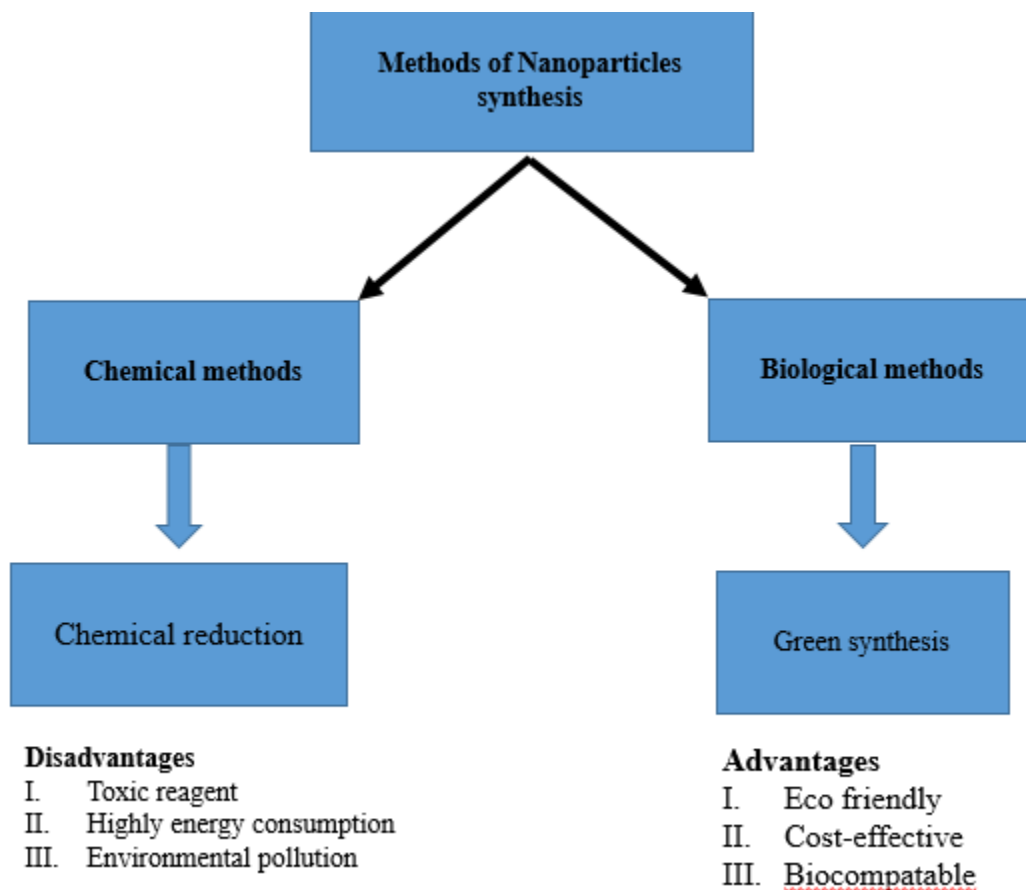 Methods of Nanoparticles
synthesis
Chemical methods
Biological methods
Chemical reduction
Green synthesis
Disadvantages
I. Toxic reagent
II. Highly energy consumption
III. Environmental pollution
Advantages
I. Eco friendly
II. Cost-effective
III. Biocompatable